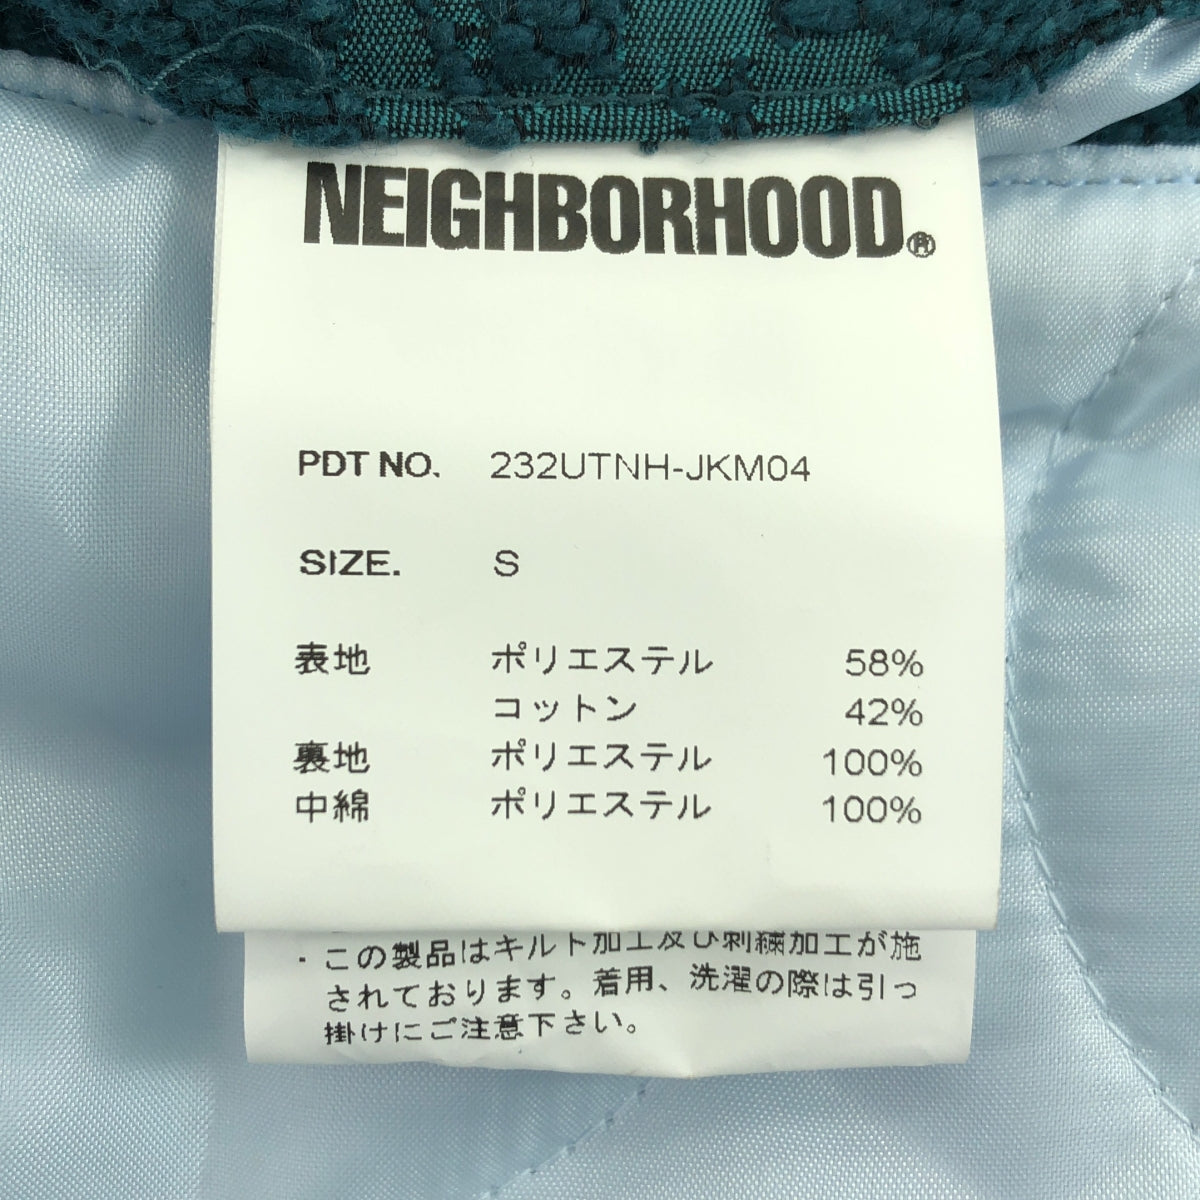 NEIGHBORHOOD®
PDT NO. 232UTNH-JKM04
SIZE. S
表地 ポリエステル 58%
コットン 42%
裏地 ポリエステル 100%
中綿 ポリエステル 100%
・この製品はキルト加工及び刺繍加工が施
されております。着用、洗濯の際は引っ
掛けにご注意下さい。